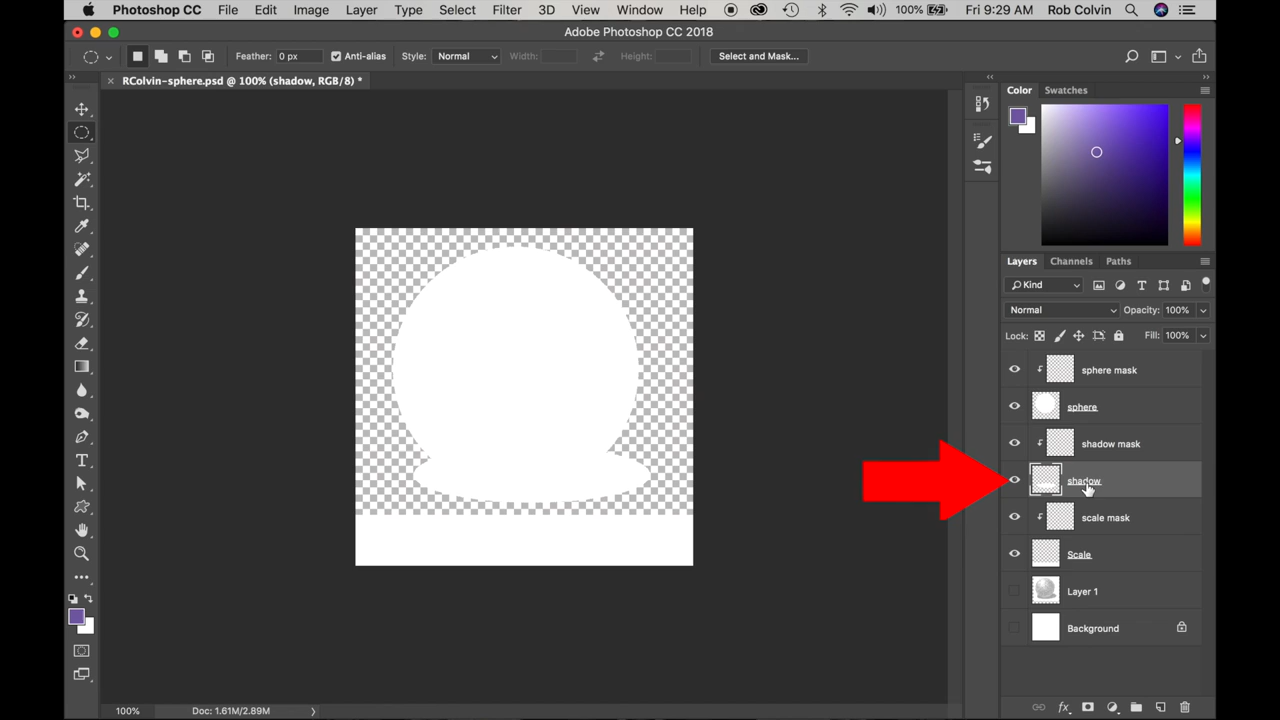 Photoshop CC File Edit Image Layer Type Select Filter 3D View Window Help 100% Fri 9:29 AM Rob Colvin
Adobe Photoshop CC 2018
Feather: 0 px Anti-alias Style: Normal Width: Height: Select and Mask...
RColvin-sphere.psd @ 100% (shadow, RGB/8) *
Color Swatches
Layers Channels Paths
Kind
Normal Opacity: 100%
Lock: Fill: 100%
sphere mask
sphere
shadow mask
shadow
scale mask
Scale
Layer 1
Background
100% Doc: 1.61M/2.89M